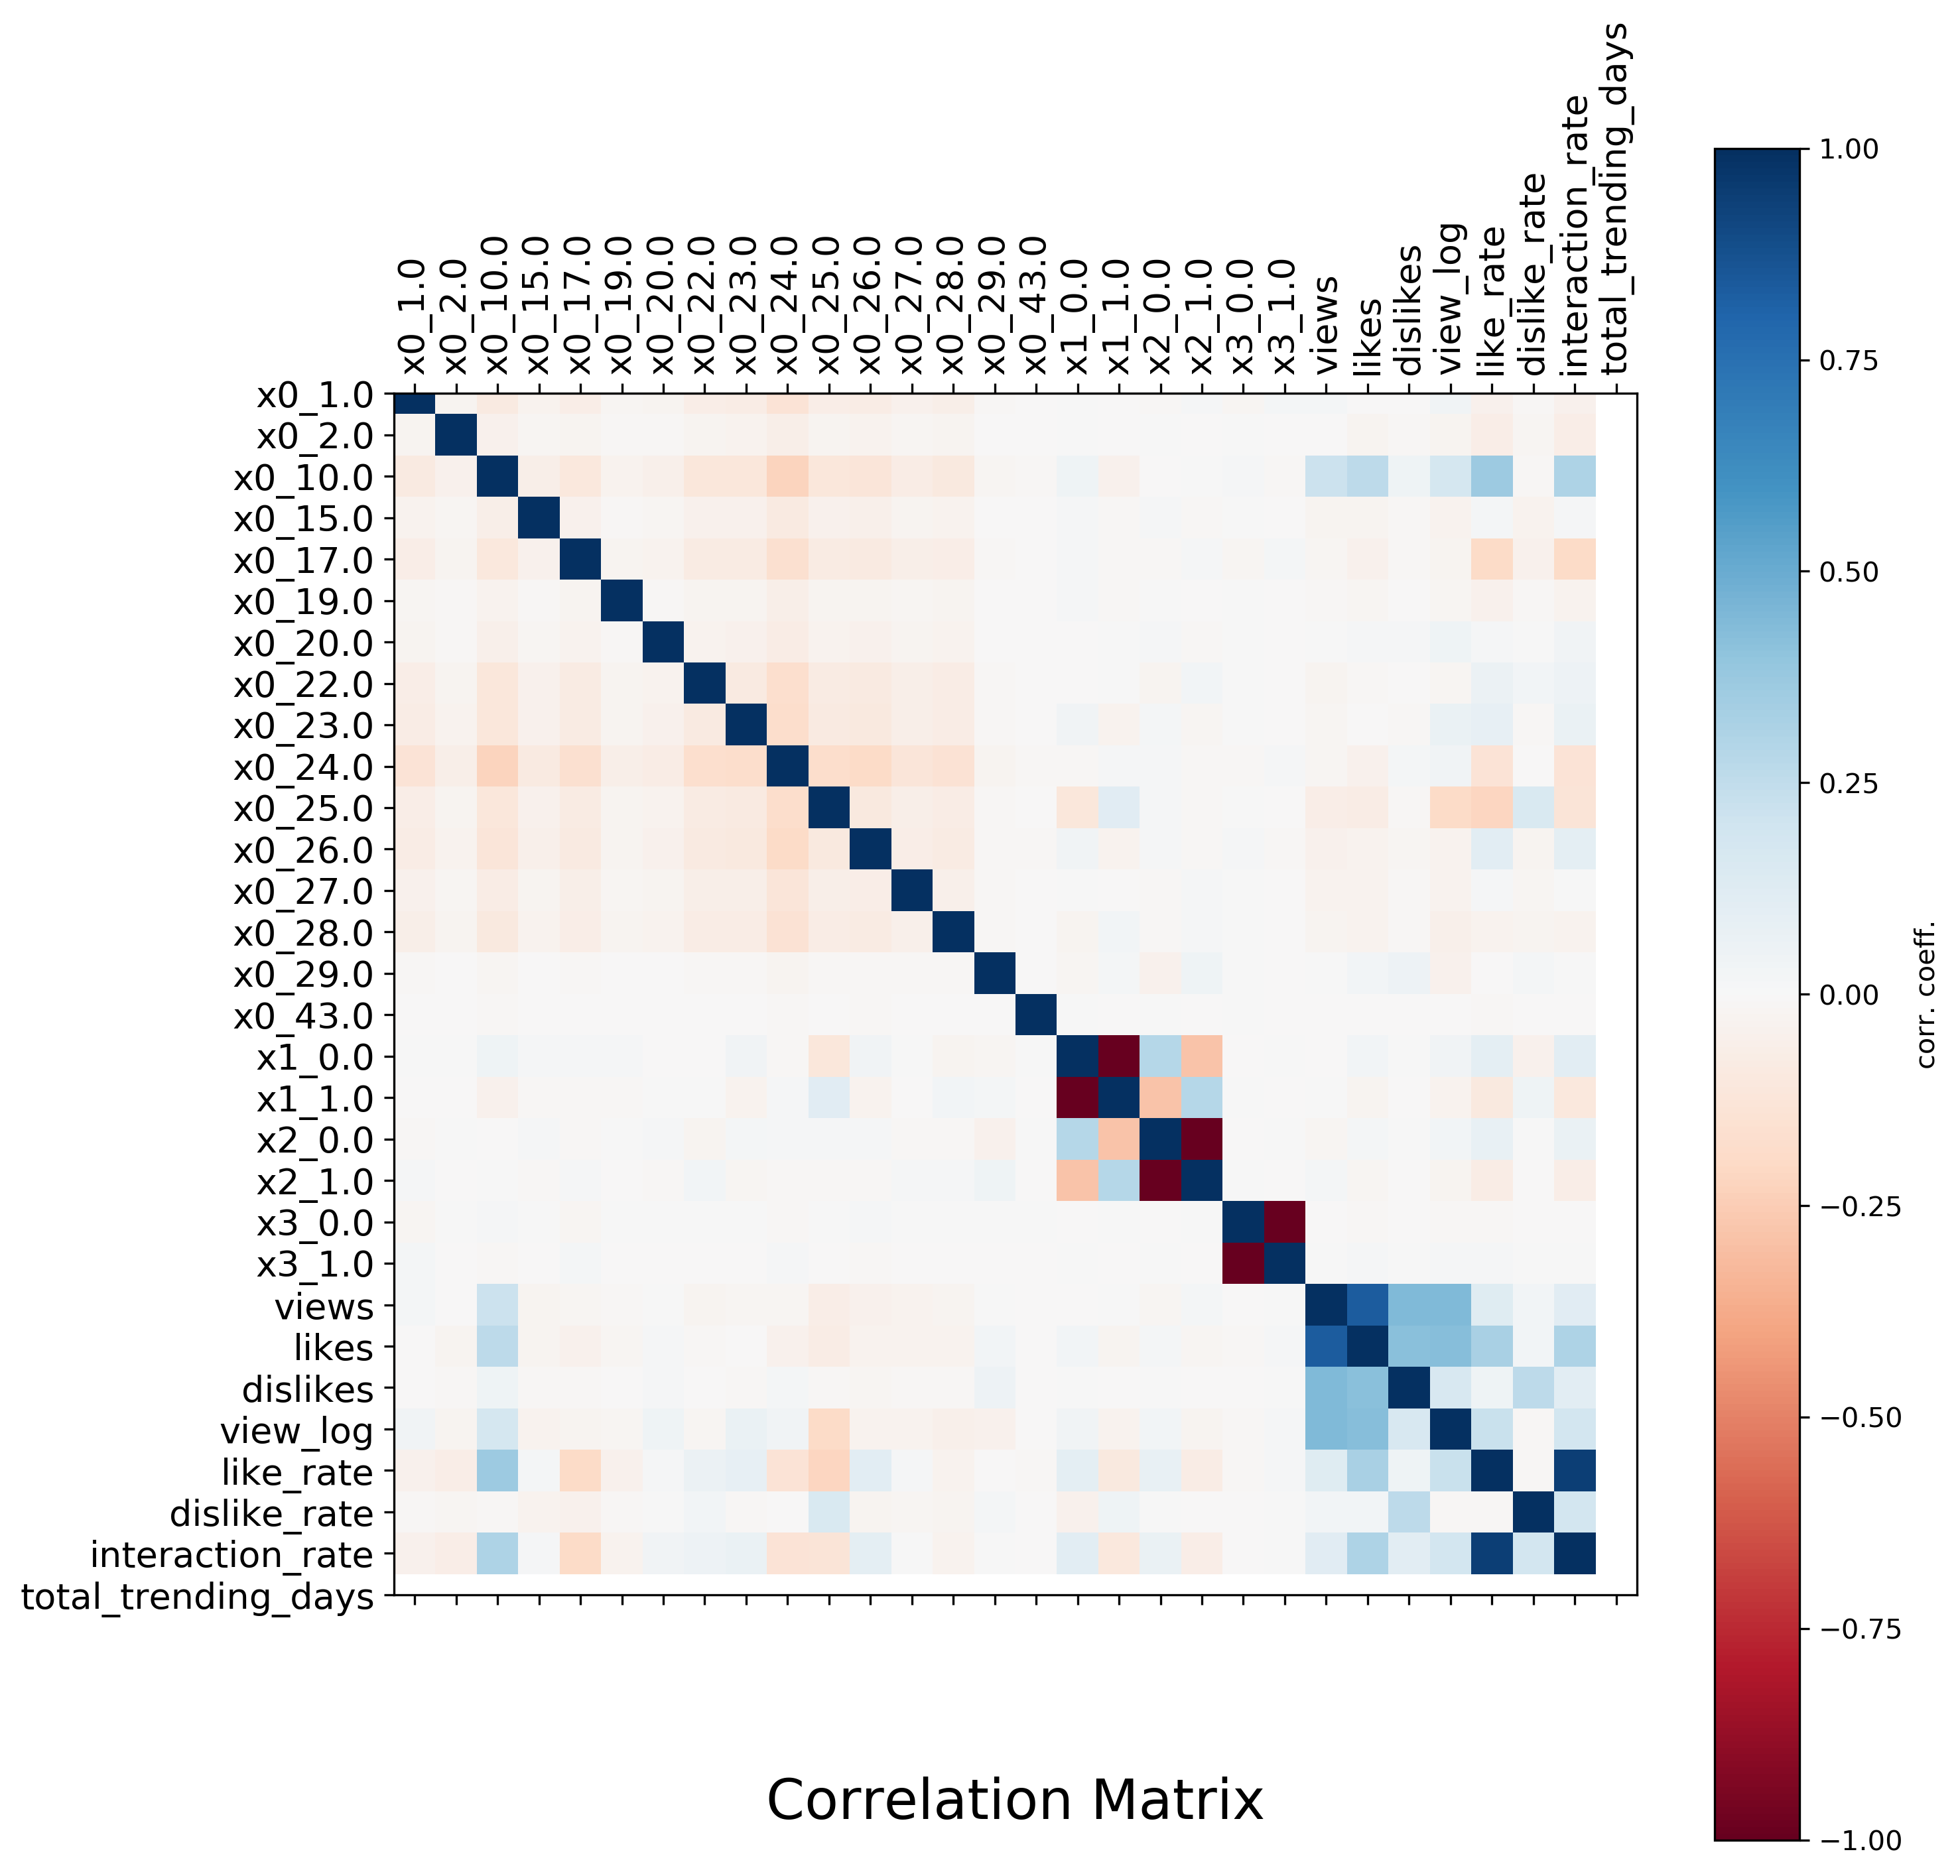 x0_1.0
x0_2.0
x0_10.0
x0_15.0
x0_17.0
x0_19.0
x0_20.0
x0_22.0
x0_23.0
x0_24.0
x0_25.0
x0_26.0
x0_27.0
x0_28.0
x0_29.0
x0_43.0
x1_0.0
x1_1.0
x2_0.0
x2_1.0
x3_0.0
x3_1.0
views
likes
dislikes
view_log
like_rate
dislike_rate
interaction_rate
total_trending_days
x0_1.0
x0_2.0
x0_10.0
x0_15.0
x0_17.0
x0_19.0
x0_20.0
x0_22.0
x0_23.0
x0_24.0
x0_25.0
x0_26.0
x0_27.0
x0_28.0
x0_29.0
x0_43.0
x1_0.0
x1_1.0
x2_0.0
x2_1.0
x3_0.0
x3_1.0
views
likes
dislikes
view_log
like_rate
dislike_rate
interaction_rate
total_trending_days
1.00
0.75
0.50
0.25
0.00
−0.25
−0.50
−0.75
−1.00
corr. coeff.
Correlation Matrix